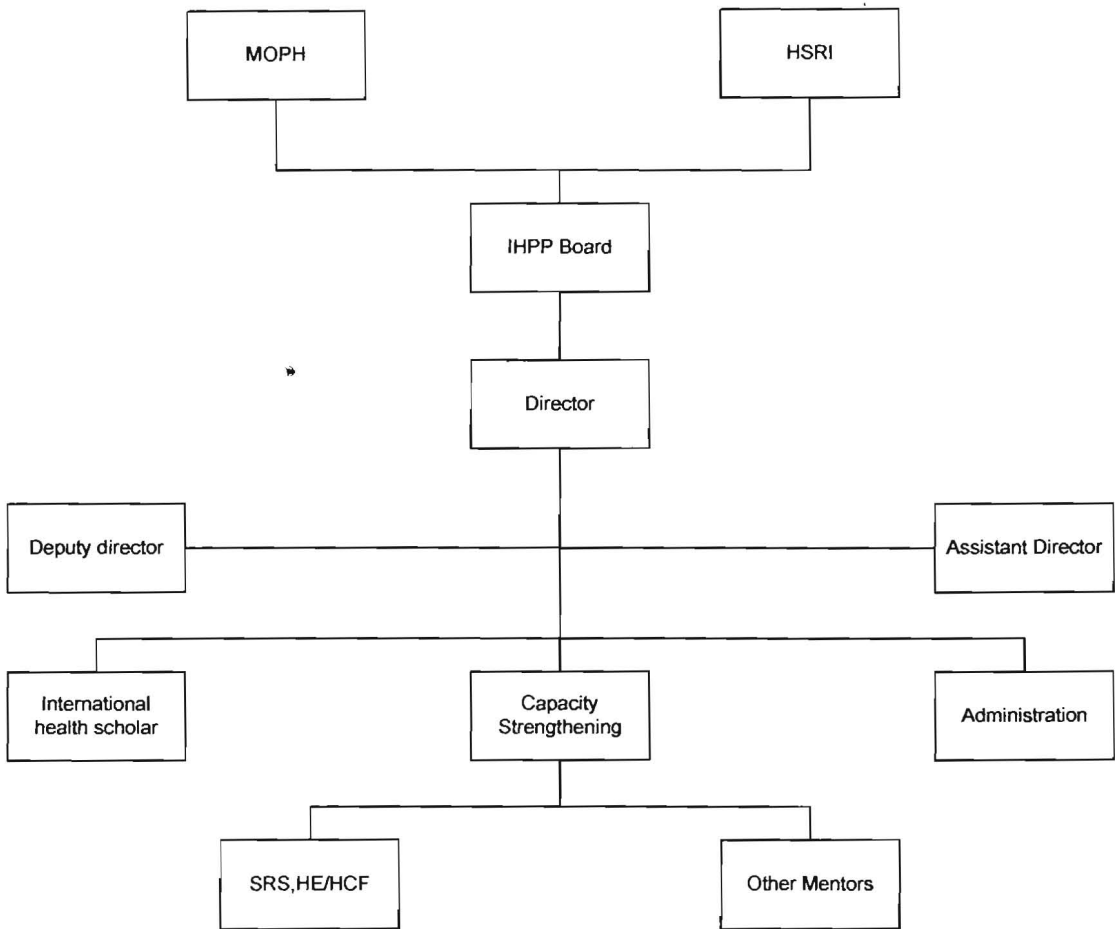 MOPH
HSRI
IHPP Board
Director
Deputy director
Assistant Director
International
health scholar
Capacity
Strengthening
Administration
SRS,HE/HCF
Other Mentors